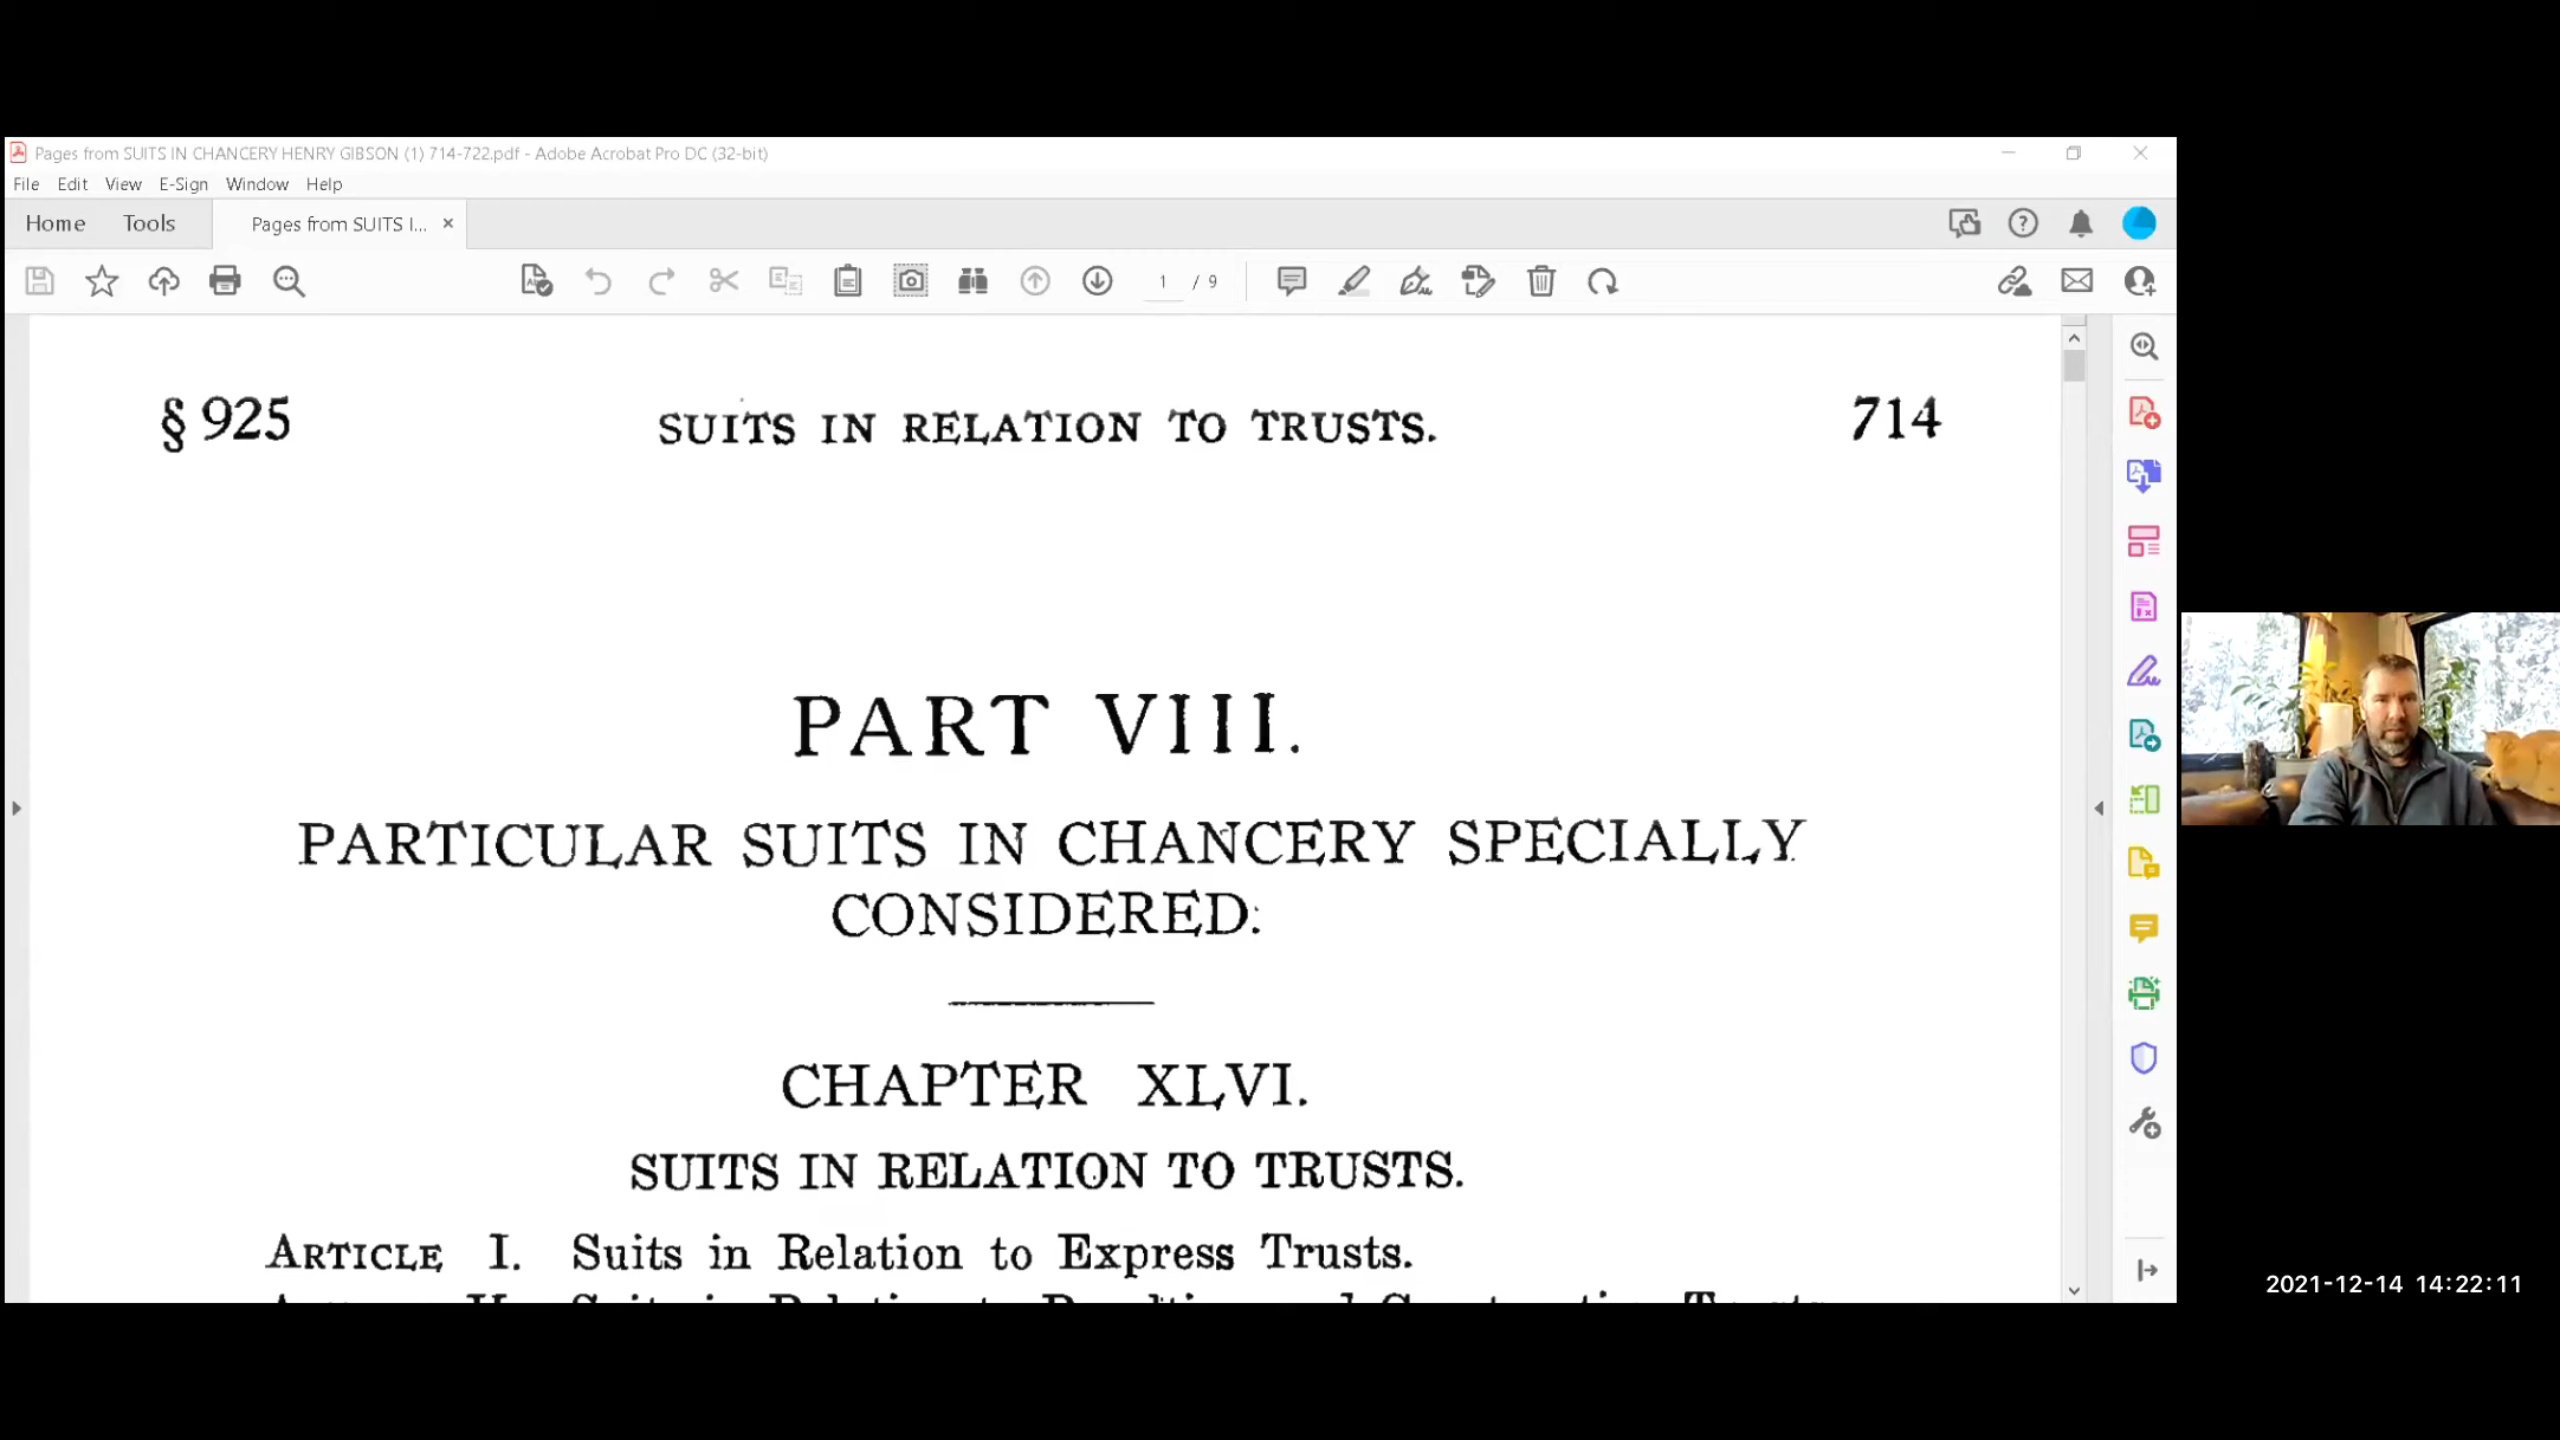 Pages from SUITS IN CHANCERY HENRY GIBSON (1) 714-722.pdf - Adobe Acrobat Pro DC (32-bit)
File Edit View E-Sign Window Help
Home Tools Pages from SUITS I...
1 / 9
§ 925 SUITS IN RELATION TO TRUSTS. 714
PART VIII.
PARTICULAR SUITS IN CHANCERY SPECIALLY
CONSIDERED:
CHAPTER XLVI.
SUITS IN RELATION TO TRUSTS.
ARTICLE I. Suits in Relation to Express Trusts.
2021-12-14 14:22:11